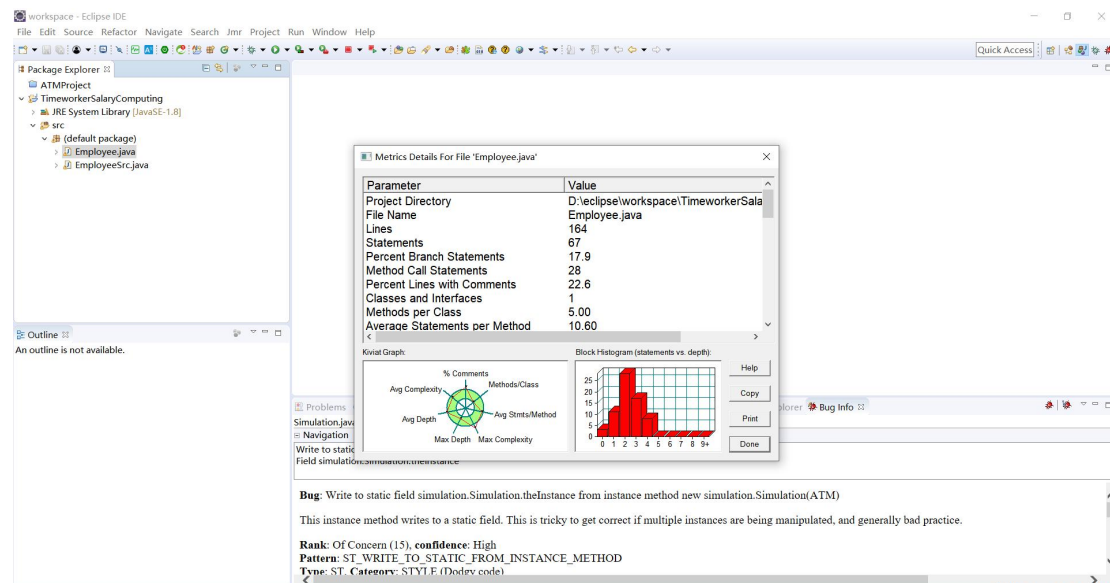 workspace - Eclipse IDE
File Edit Source Refactor Navigate Search Jmr Project Run Window Help
Quick Access
Package Explorer
ATMProject
TimeworkerSalaryComputing
JRE System Library [JavaSE-1.8]
src
(default package)
Employee.java
EmployeeSrc.java
Outline
An outline is not available.
Metrics Details For File 'Employee.java'
Parameter Value
Project Directory D:\eclipse\workspace\TimeworkerSala
File Name Employee.java
Lines 164
Statements 67
Percent Branch Statements 17.9
Method Call Statements 28
Percent Lines with Comments 22.6
Classes and Interfaces 1
Methods per Class 5.00
Average Statements per Method 10.60
Kiviat Graph:
% Comments
Methods/Class
Avg Complexity
Avg Stmts/Method
Avg Depth
Max Complexity
Max Depth
Block Histogram (statements vs. depth):
25
20
15
10
5
0
0 1 2 3 4 5 6 7 8 9+
Help
Copy
Print
Done
Problems
plorer Bug Info
Simulation.java
Navigation
Write to static
Field simulation.Simulation.theInstance
Bug: Write to static field simulation.Simulation.theInstance from instance method new simulation.Simulation(ATM)
This instance method writes to a static field. This is tricky to get correct if multiple instances are being manipulated, and generally bad practice.
Rank: Of Concern (15), confidence: High
Pattern: ST_WRITE_TO_STATIC_FROM_INSTANCE_METHOD
Type: ST, Category: STYLE (Dodgy code)